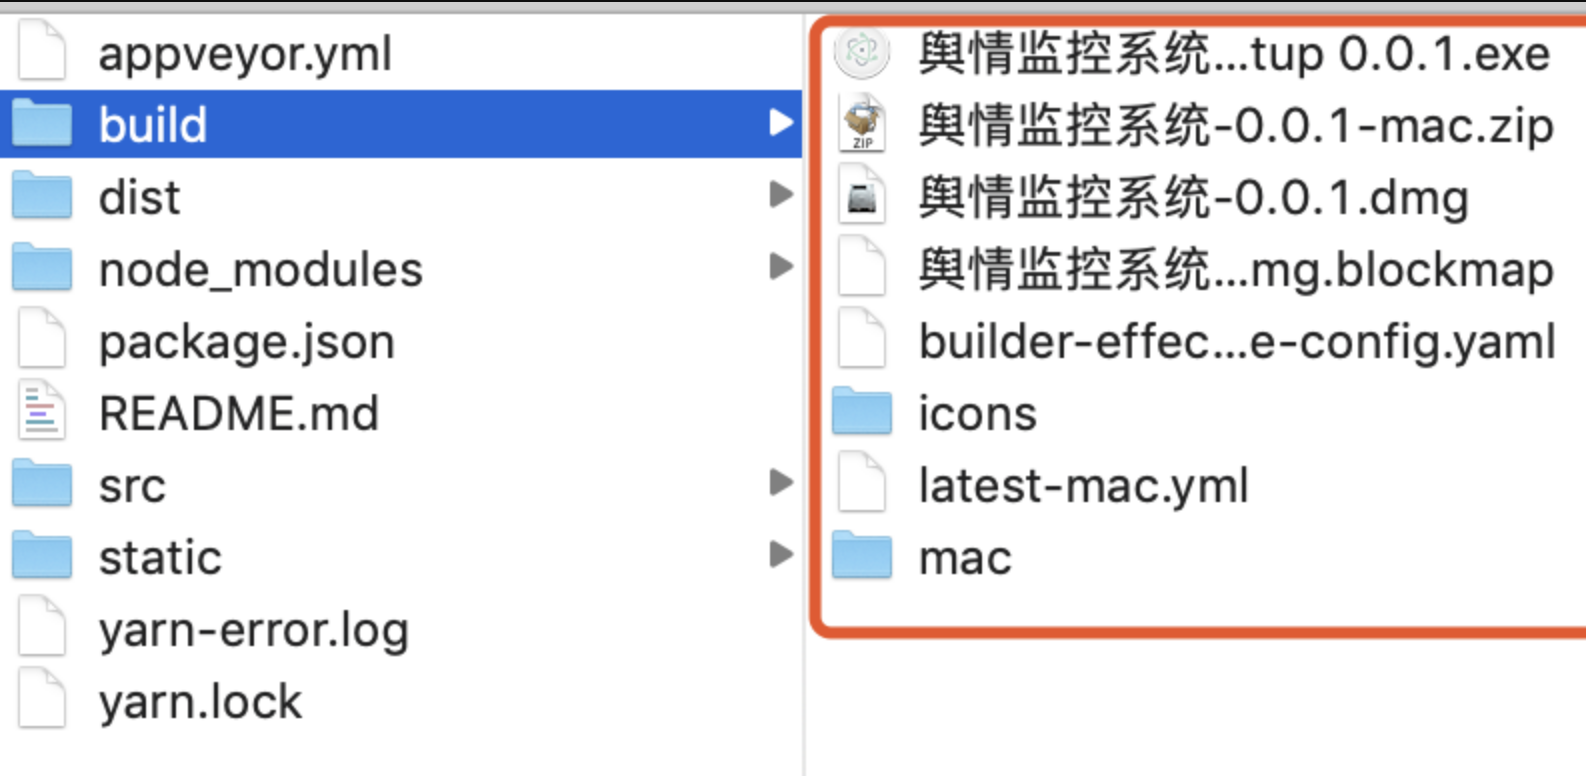 appveyor.yml
build
dist
node_modules
package.json
README.md
src
static
yarn-error.log
yarn.lock
舆情监控系统...tup 0.0.1.exe
ZIP
舆情监控系统-0.0.1-mac.zip
舆情监控系统-0.0.1.dmg
舆情监控系统...mg.blockmap
builder-effec...e-config.yaml
icons
latest-mac.yml
mac